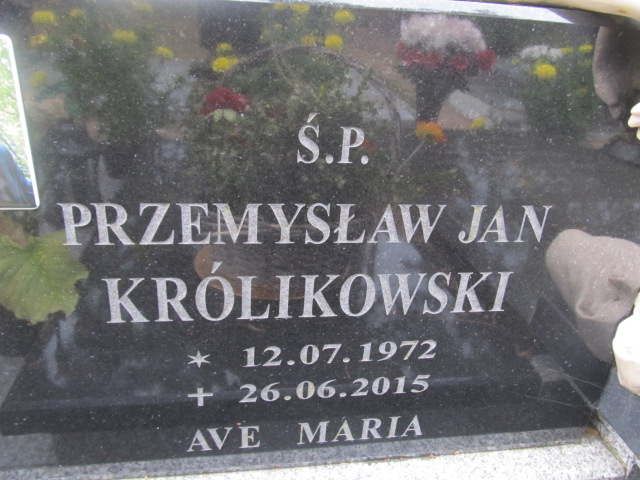 Ś.P.
PRZEMYSŁAW JAN
KRÓLIKOWSKI
* 12.07.1972
+ 26.06.2015
AVE MARIA